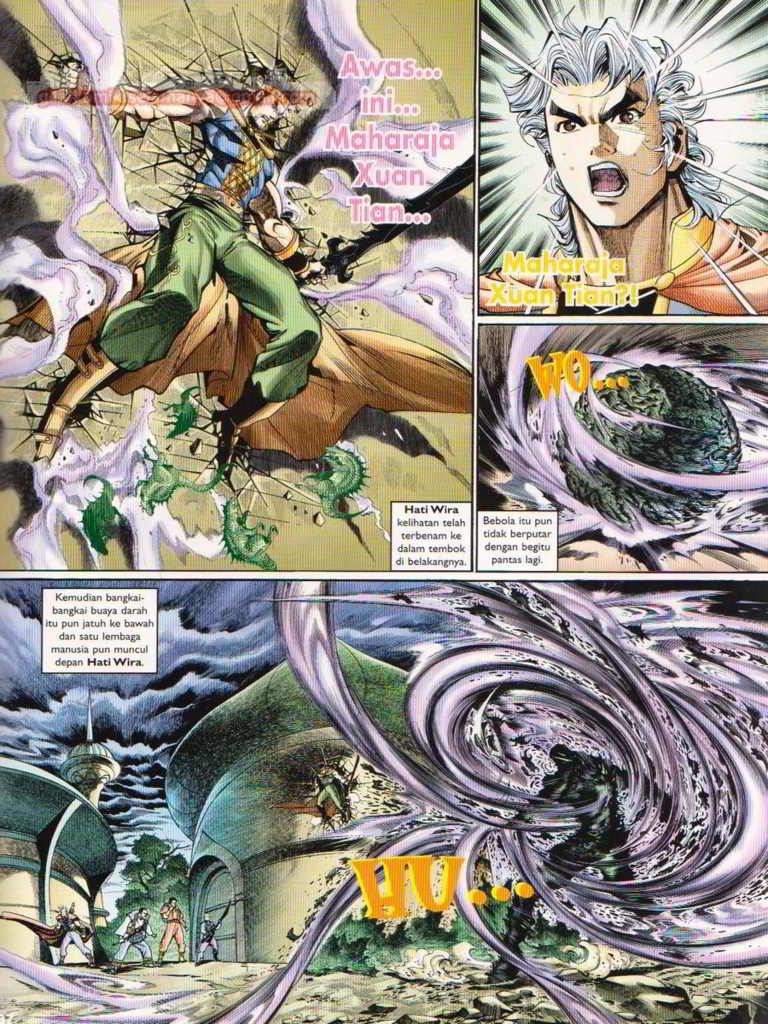 Awas...
ini...
Maharaja
Xuan
Tian...
Maharaja
Xuan Tian?!
WO...
Hati Wira
kelihatan telah
terbenam ke
dalam tembok
di belakangnya.
Bebola itu pun
tidak berputar
dengan begitu
pantas lagi.
Kemudian bangkai-
bangkai buaya darah
itu pun jatuh ke bawah
dan satu lembaga
manusia pun muncul
depan Hati Wira.
HU...